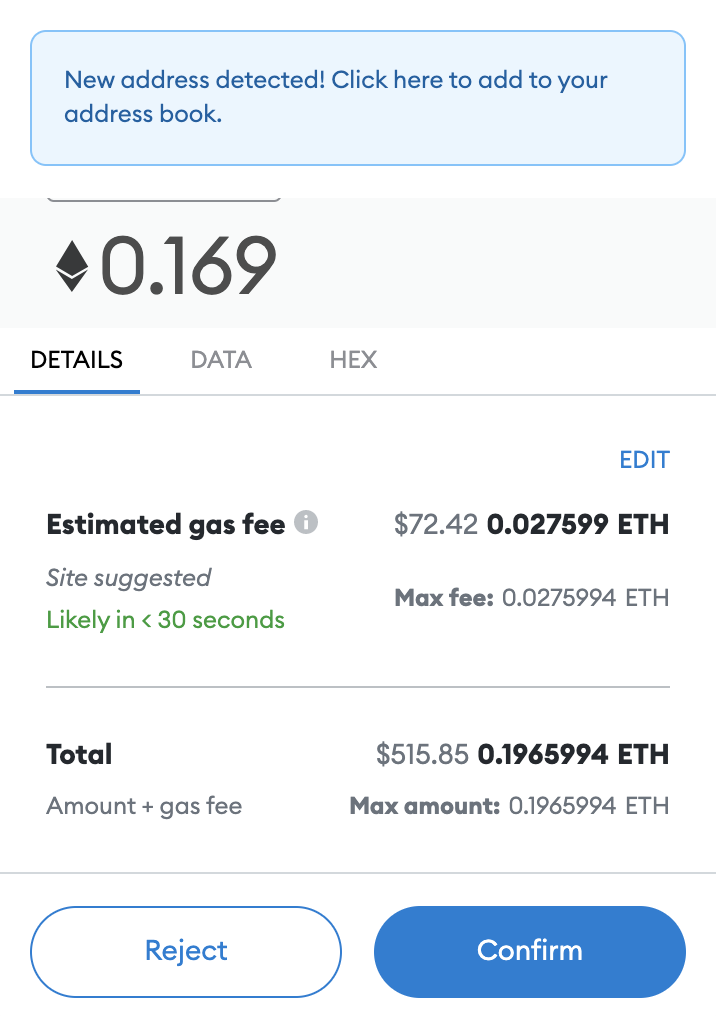 New address detected! Click here to add to your
address book.
0.169
DETAILS DATA HEX
EDIT
Estimated gas fee $72.42 0.027599 ETH
Site suggested
Max fee: 0.0275994 ETH
Likely in < 30 seconds
Total $515.85 0.1965994 ETH
Amount + gas fee Max amount: 0.1965994 ETH
Reject Confirm